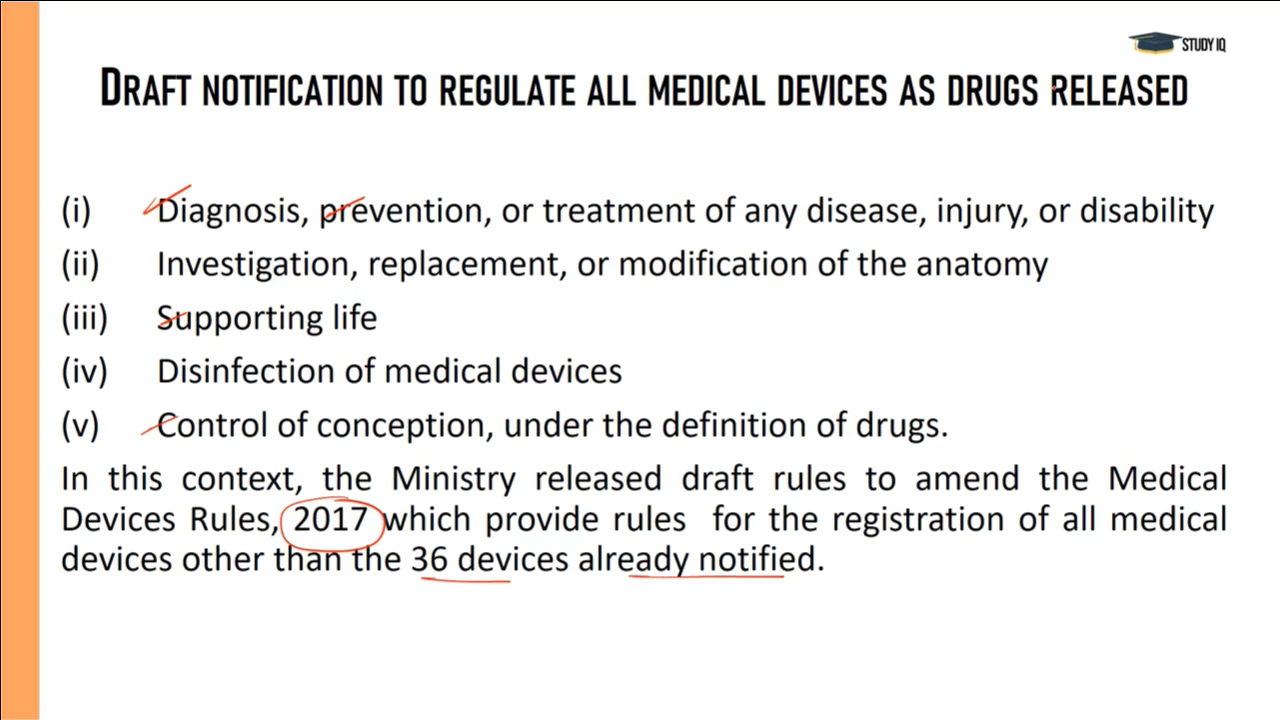 STUDY IQ
DRAFT NOTIFICATION TO REGULATE ALL MEDICAL DEVICES AS DRUGS RELEASED
(i) Diagnosis, prevention, or treatment of any disease, injury, or disability
(ii) Investigation, replacement, or modification of the anatomy
(iii) Supporting life
(iv) Disinfection of medical devices
(v) Control of conception, under the definition of drugs.
In this context, the Ministry released draft rules to amend the Medical
Devices Rules, 2017 which provide rules for the registration of all medical
devices other than the 36 devices already notified.